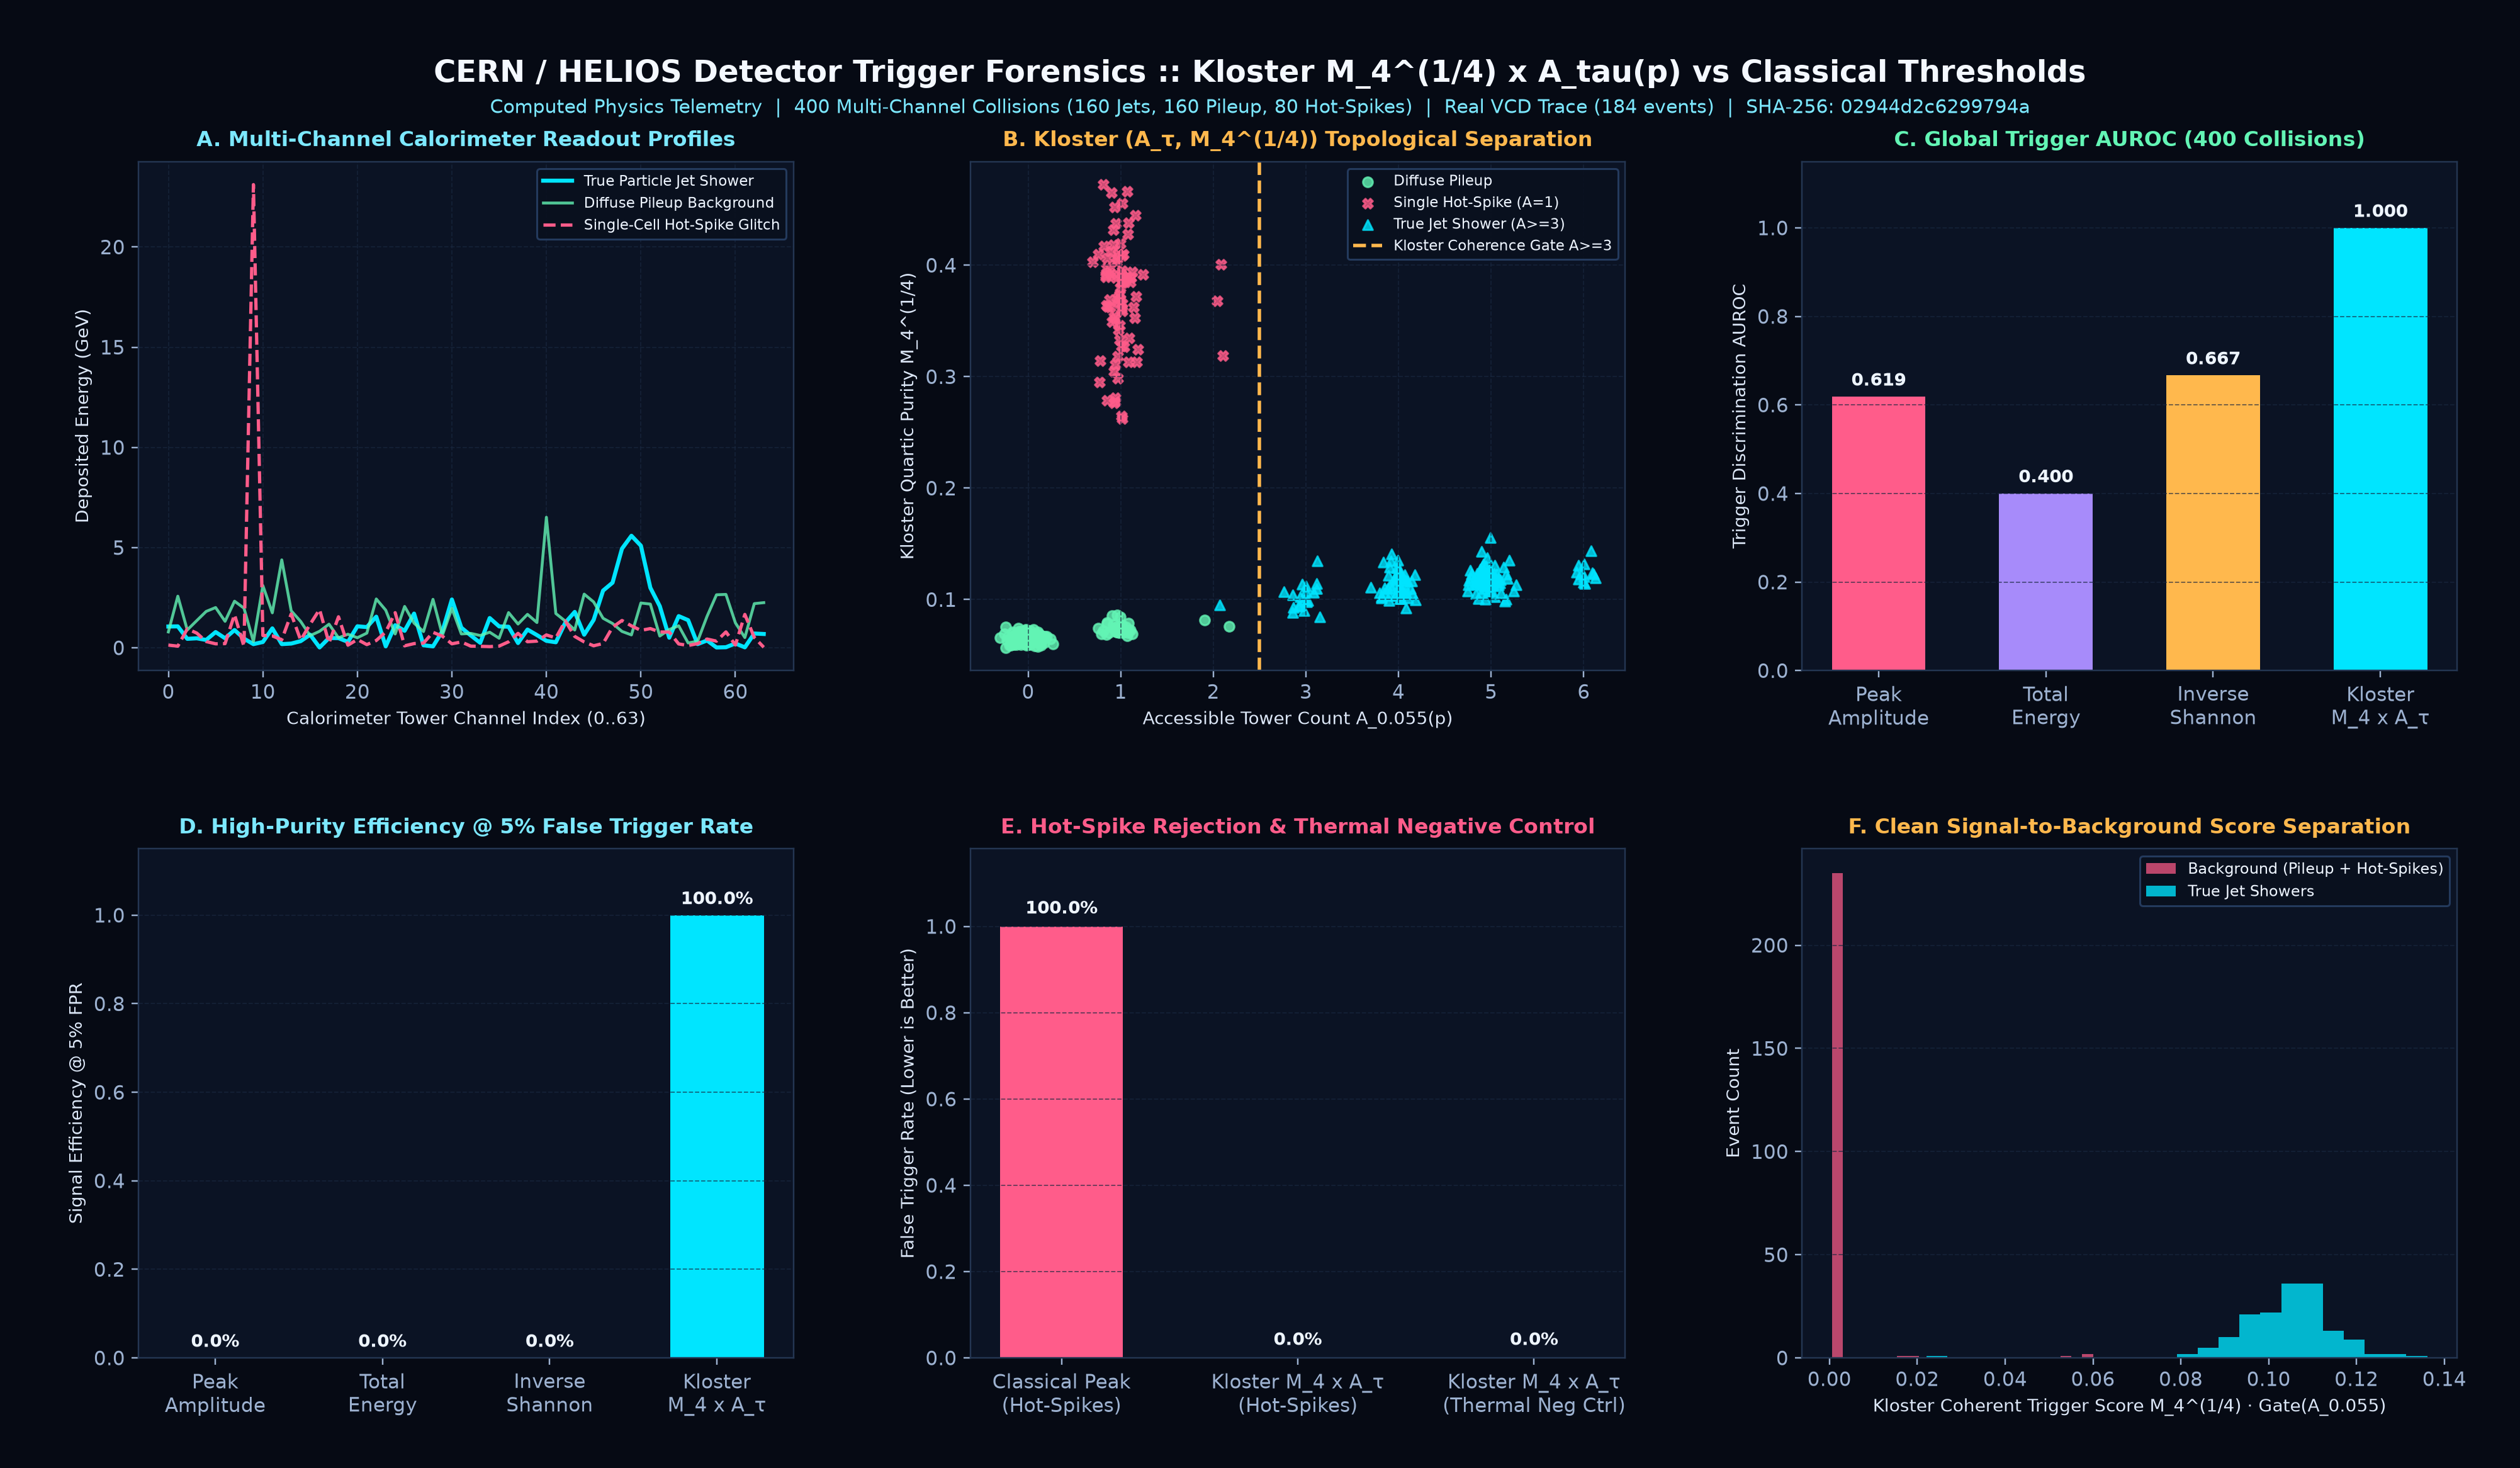 CERN / HELIOS Detector Trigger Forensics :: Kloster M_4^(1/4) x A_tau(p) vs Classical Thresholds
Computed Physics Telemetry | 400 Multi-Channel Collisions (160 Jets, 160 Pileup, 80 Hot-Spikes) | Real VCD Trace (184 events) | SHA-256: 02944d2c6299794a
A. Multi-Channel Calorimeter Readout Profiles
True Particle Jet Shower
Diffuse Pileup Background
Single-Cell Hot-Spike Glitch
Deposited Energy (GeV)
20
15
10
5
0
0 10 20 30 40 50 60
Calorimeter Tower Channel Index (0..63)
B. Kloster (A_τ, M_4^(1/4)) Topological Separation
Diffuse Pileup
Single Hot-Spike (A=1)
True Jet Shower (A>=3)
Kloster Coherence Gate A>=3
Kloster Quartic Purity M_4^(1/4)
0.4
0.3
0.2
0.1
0 1 2 3 4 5 6
Accessible Tower Count A_0.055(p)
C. Global Trigger AUROC (400 Collisions)
Trigger Discrimination AUROC
1.0
0.8
0.6
0.4
0.2
0.0
0.619
0.400
0.667
1.000
Peak Amplitude
Total Energy
Inverse Shannon
Kloster M_4 x A_τ
D. High-Purity Efficiency @ 5% False Trigger Rate
Signal Efficiency @ 5% FPR
1.0
0.8
0.6
0.4
0.2
0.0
0.0%
0.0%
0.0%
100.0%
Peak Amplitude
Total Energy
Inverse Shannon
Kloster M_4 x A_τ
E. Hot-Spike Rejection & Thermal Negative Control
False Trigger Rate (Lower is Better)
1.0
0.8
0.6
0.4
0.2
0.0
100.0%
0.0%
0.0%
Classical Peak (Hot-Spikes)
Kloster M_4 x A_τ (Hot-Spikes)
Kloster M_4 x A_τ (Thermal Neg Ctrl)
F. Clean Signal-to-Background Score Separation
Background (Pileup + Hot-Spikes)
True Jet Showers
Event Count
200
150
100
50
0
0.00 0.02 0.04 0.06 0.08 0.10 0.12 0.14
Kloster Coherent Trigger Score M_4^(1/4) · Gate(A_0.055)